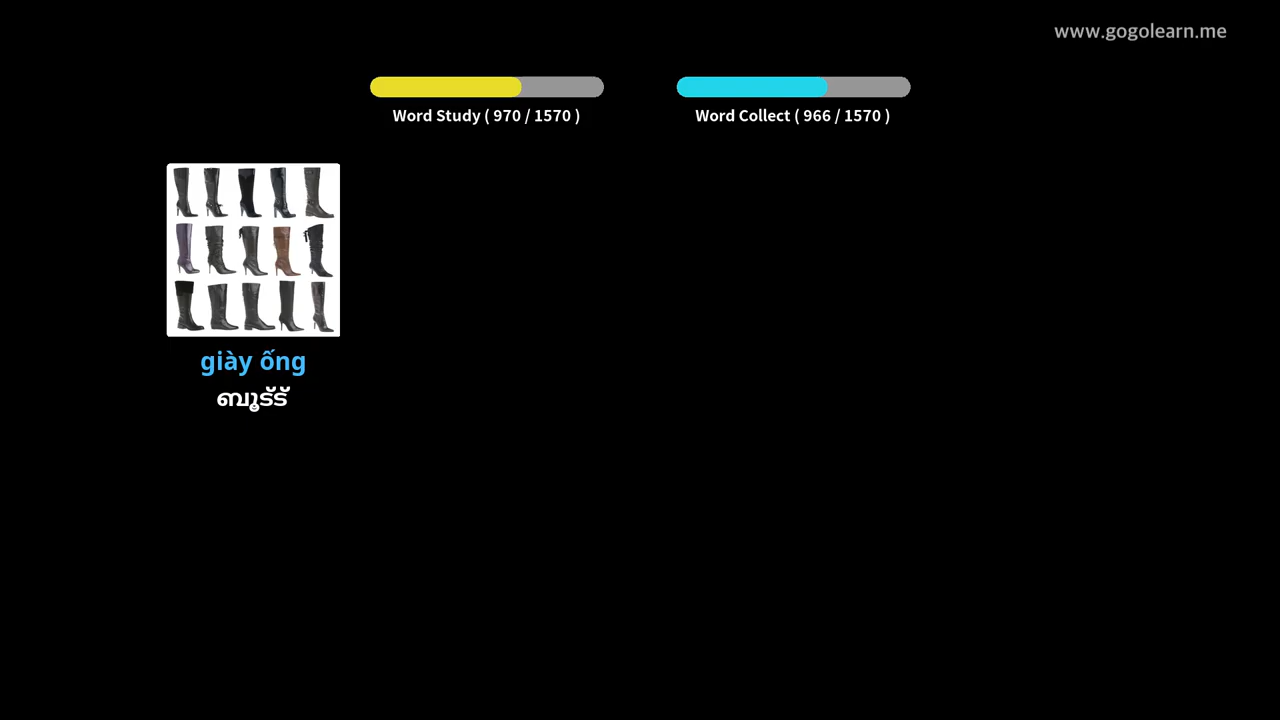 www.gogolearn.me
Word Study ( 970 / 1570 )
Word Collect ( 966 / 1570 )
giày ống
ബൂട്ട്